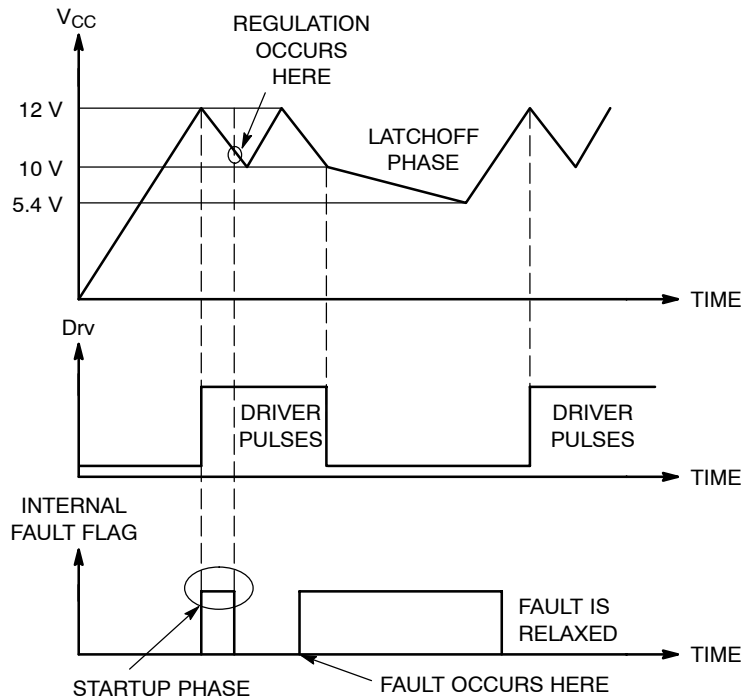 VCC
REGULATION
OCCURS
HERE
12 V
LATCHOFF
PHASE
10 V
5.4 V
TIME
Drv
DRIVER
PULSES
DRIVER
PULSES
TIME
INTERNAL
FAULT FLAG
FAULT IS
RELAXED
TIME
STARTUP PHASE
FAULT OCCURS HERE